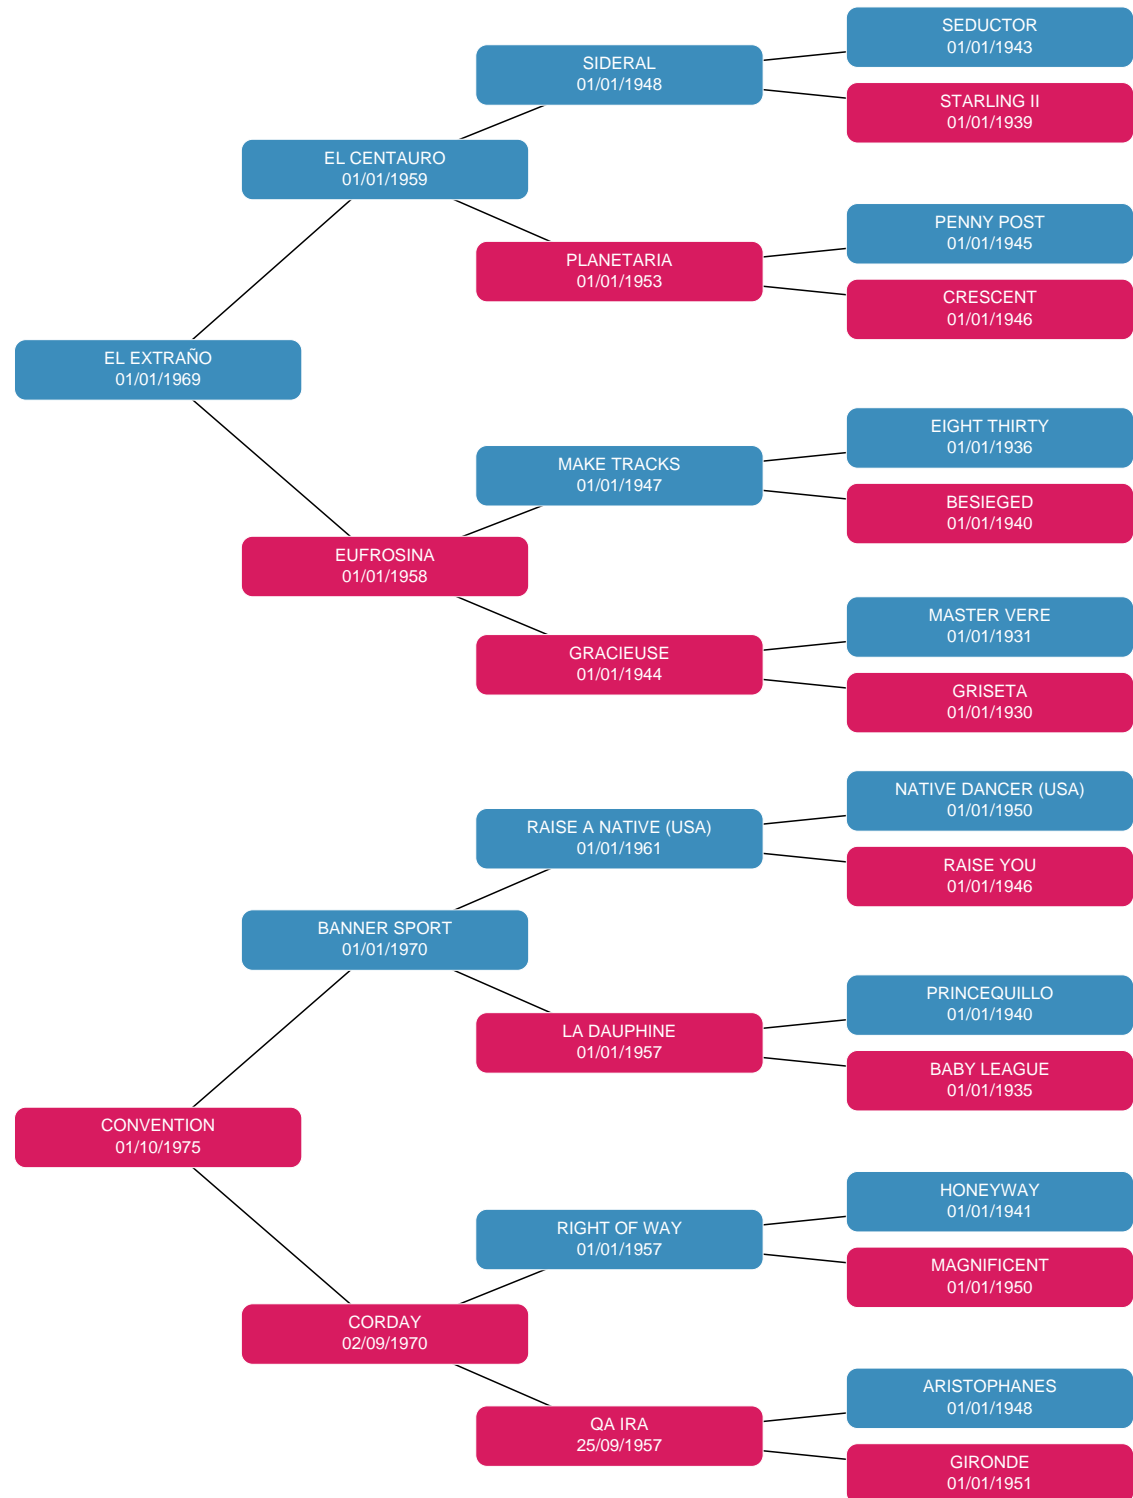 SEDUCTOR
01/01/1943
SIDERAL
01/01/1948
STARLING II
01/01/1939
EL CENTAURO
01/01/1959
PENNY POST
01/01/1945
PLANETARIA
01/01/1953
CRESCENT
01/01/1946
EL EXTRAÑO
01/01/1969
EIGHT THIRTY
01/01/1936
MAKE TRACKS
01/01/1947
BESIEGED
01/01/1940
EUFROSINA
01/01/1958
MASTER VERE
01/01/1931
GRACIEUSE
01/01/1944
GRISETA
01/01/1930
NATIVE DANCER (USA)
01/01/1950
RAISE A NATIVE (USA)
01/01/1961
RAISE YOU
01/01/1946
BANNER SPORT
01/01/1970
PRINCEQUILLO
01/01/1940
LA DAUPHINE
01/01/1957
BABY LEAGUE
01/01/1935
CONVENTION
01/10/1975
HONEYWAY
01/01/1941
RIGHT OF WAY
01/01/1957
MAGNIFICENT
01/01/1950
CORDAY
02/09/1970
ARISTOPHANES
01/01/1948
QA IRA
25/09/1957
GIRONDE
01/01/1951